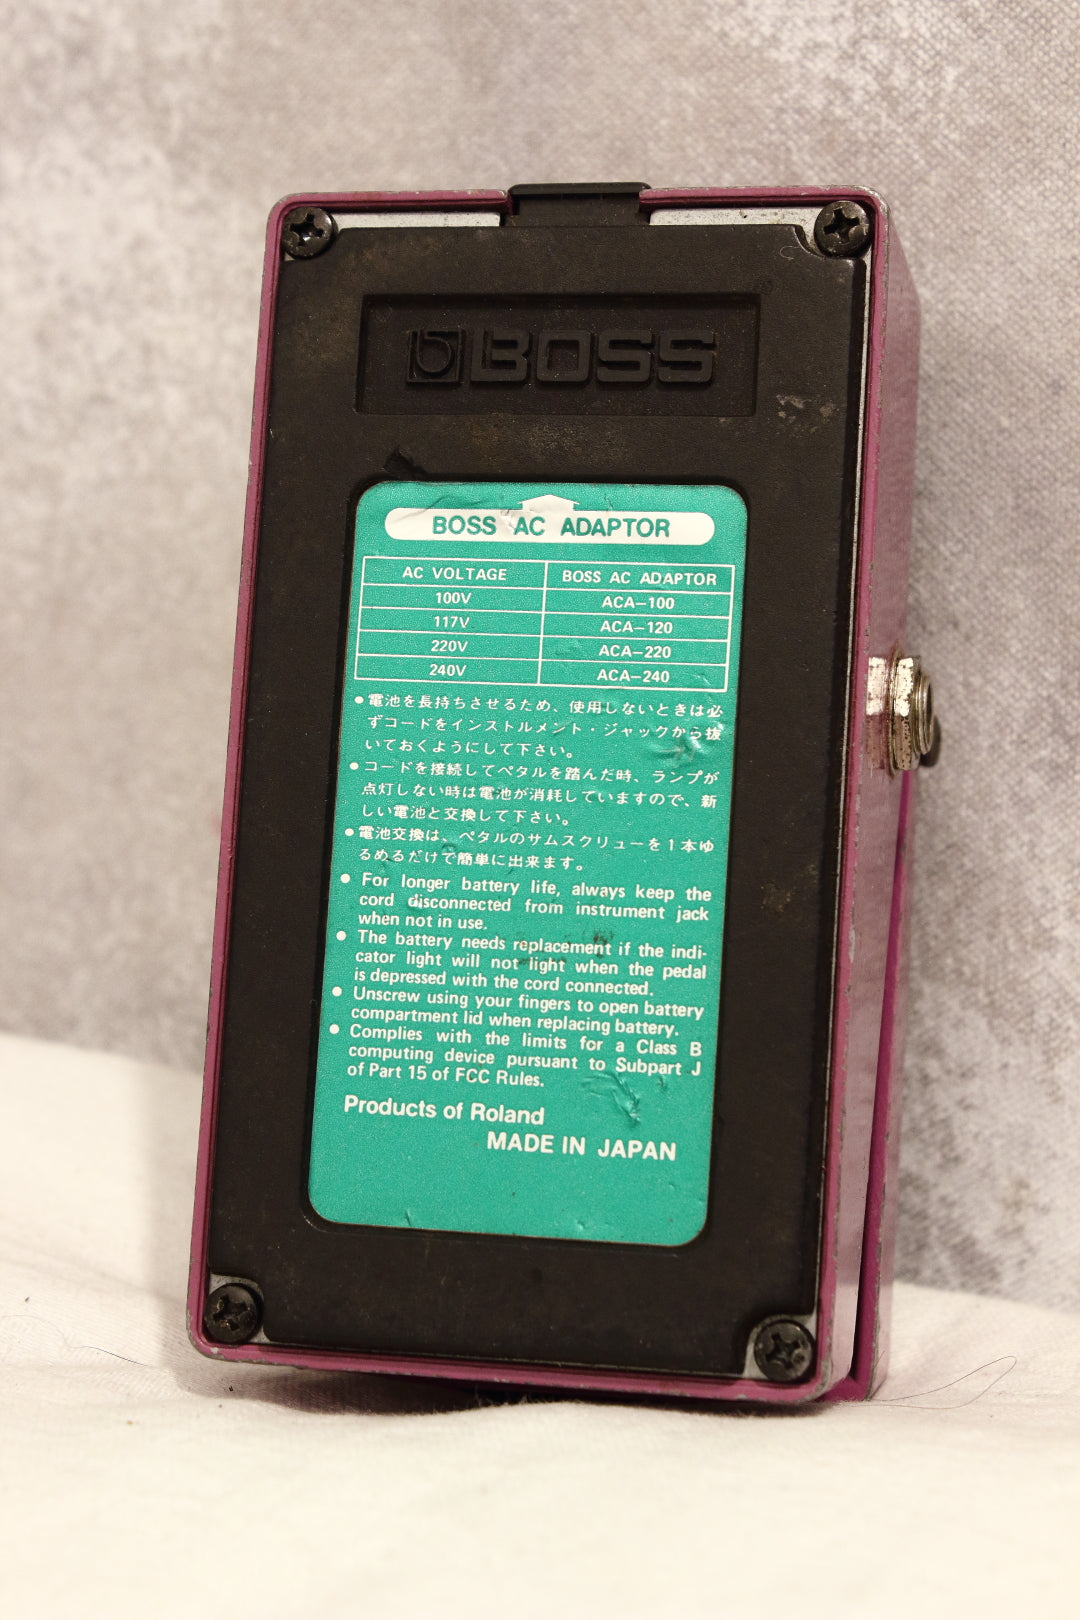 BOSS
BOSS AC ADAPTOR
AC VOLTAGE BOSS AC ADAPTOR
100V ACA-100
117V ACA-120
220V ACA-220
240V ACA-240
●電池を長持ちさせるため、使用しないときは必
ずコードをインストルメント・ジャックから抜
いておくようにして下さい。
●コードを接続してペタルを踏んだ時、ランプが
点灯しない時は電池が消耗していますので、新
しい電池と交換して下さい。
●電池交換は、ペタルのサムスクリューを1本ゆ
るめるだけで簡単に出来ます。
● For longer battery life, always keep the
cord disconnected from instrument jack
when not in use.
● The battery needs replacement if the indi-
cator light will not light when the pedal
is depressed with the cord connected.
● Unscrew using your fingers to open battery
compartment lid when replacing battery.
● Complies with the limits for a Class B
computing device pursuant to Subpart J
of Part 15 of FCC Rules.
Products of Roland
MADE IN JAPAN